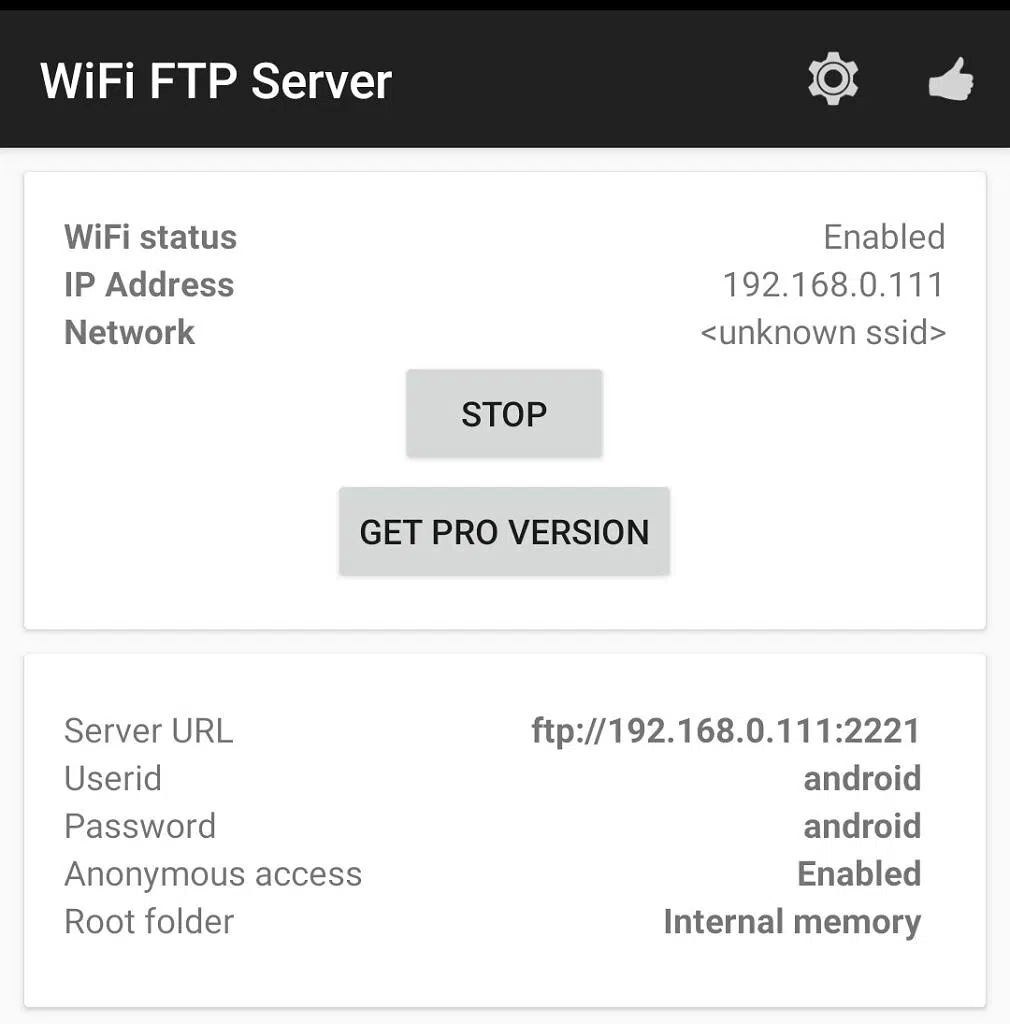 WiFi FTP Server
WiFi status Enabled
IP Address 192.168.0.111
Network <unknown ssid>
STOP
GET PRO VERSION
Server URL ftp://192.168.0.111:2221
Userid android
Password android
Anonymous access Enabled
Root folder Internal memory